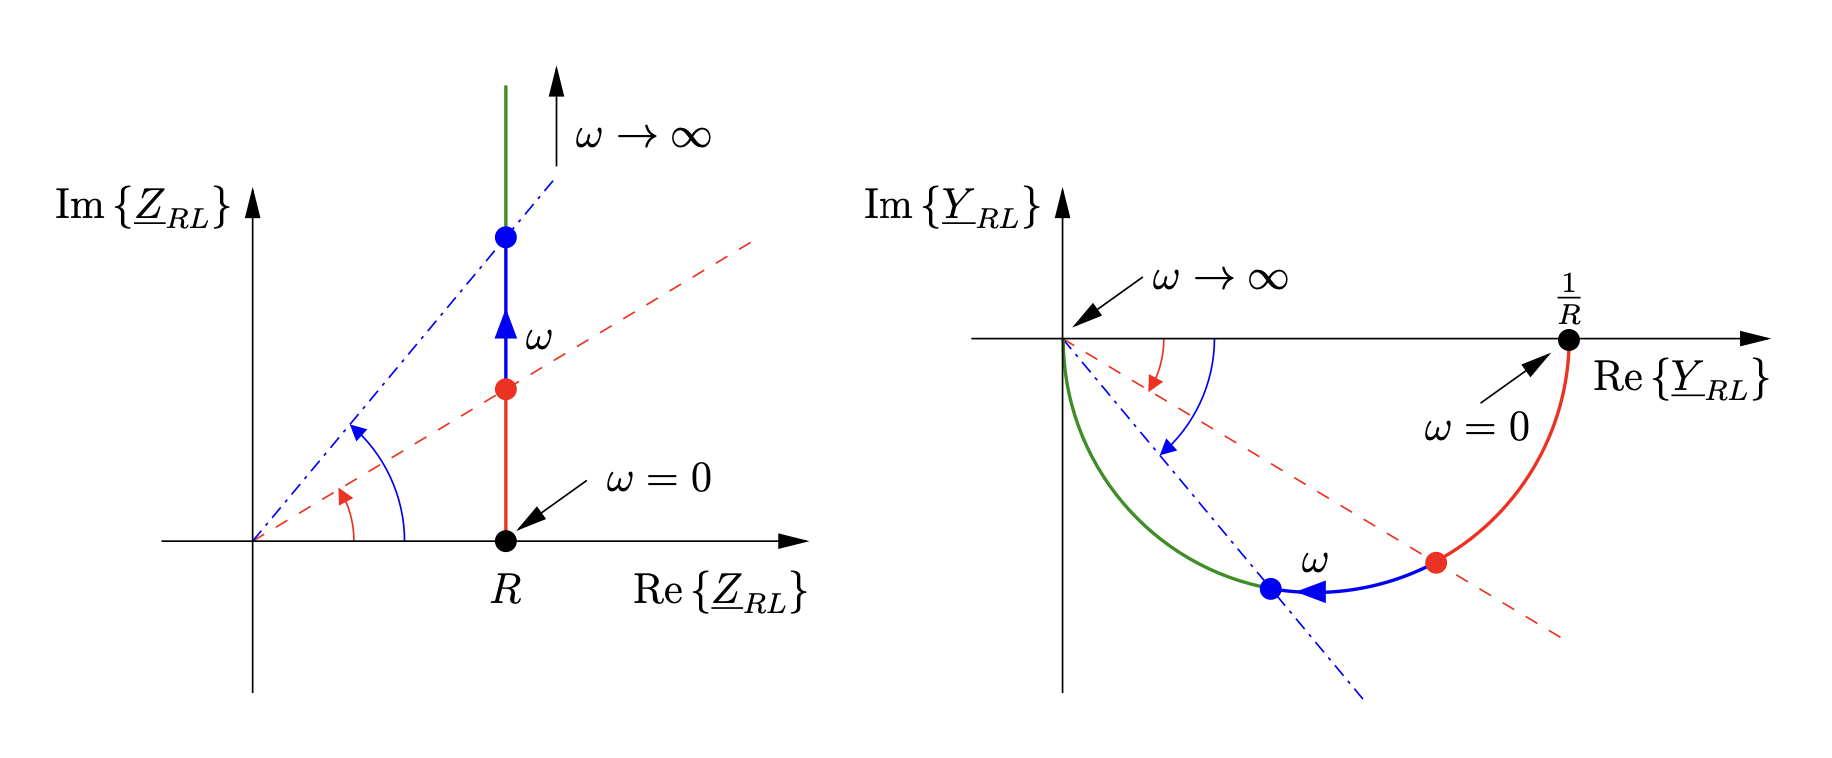 ω → ∞
Im {Z_RL}
ω
ω = 0
R
Re {Z_RL}
Im {Y_RL}
ω → ∞
1/R
Re {Y_RL}
ω = 0
ω